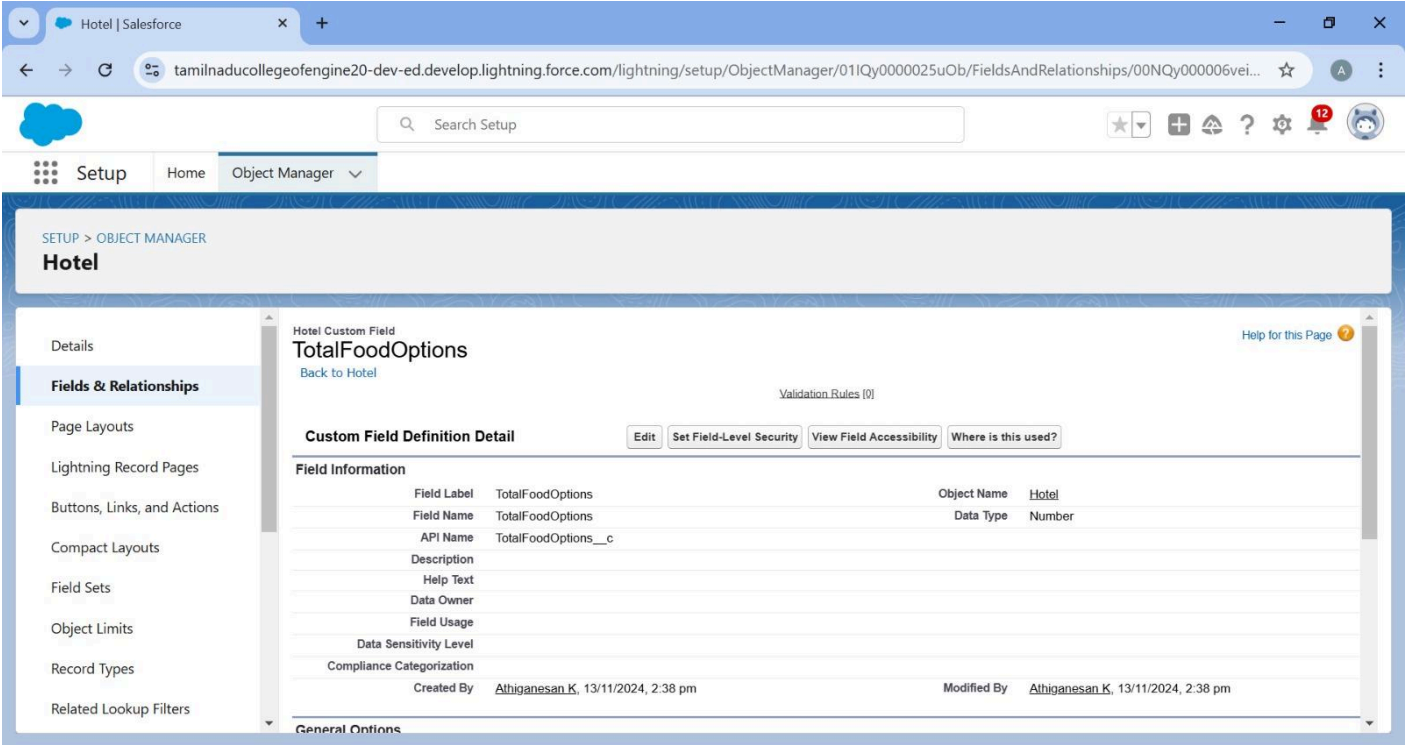 Hotel | Salesforce
tamilnaducollegeofengine20-dev-ed.develop.lightning.force.com/lightning/setup/ObjectManager/01IQy0000025uOb/FieldsAndRelationships/00NQy000006vei...
A
Search Setup
12
Setup Home Object Manager
SETUP > OBJECT MANAGER
Hotel
Details
Fields & Relationships
Page Layouts
Lightning Record Pages
Buttons, Links, and Actions
Compact Layouts
Field Sets
Object Limits
Record Types
Related Lookup Filters
Hotel Custom Field
TotalFoodOptions
Help for this Page ?
Back to Hotel
Validation Rules [0]
Custom Field Definition Detail Edit Set Field-Level Security View Field Accessibility Where is this used?
Field Information
Field Label TotalFoodOptions Object Name Hotel
Field Name TotalFoodOptions Data Type Number
API Name TotalFoodOptions__c
Description
Help Text
Data Owner
Field Usage
Data Sensitivity Level
Compliance Categorization
Created By Athiganesan K, 13/11/2024, 2:38 pm Modified By Athiganesan K, 13/11/2024, 2:38 pm
General Options